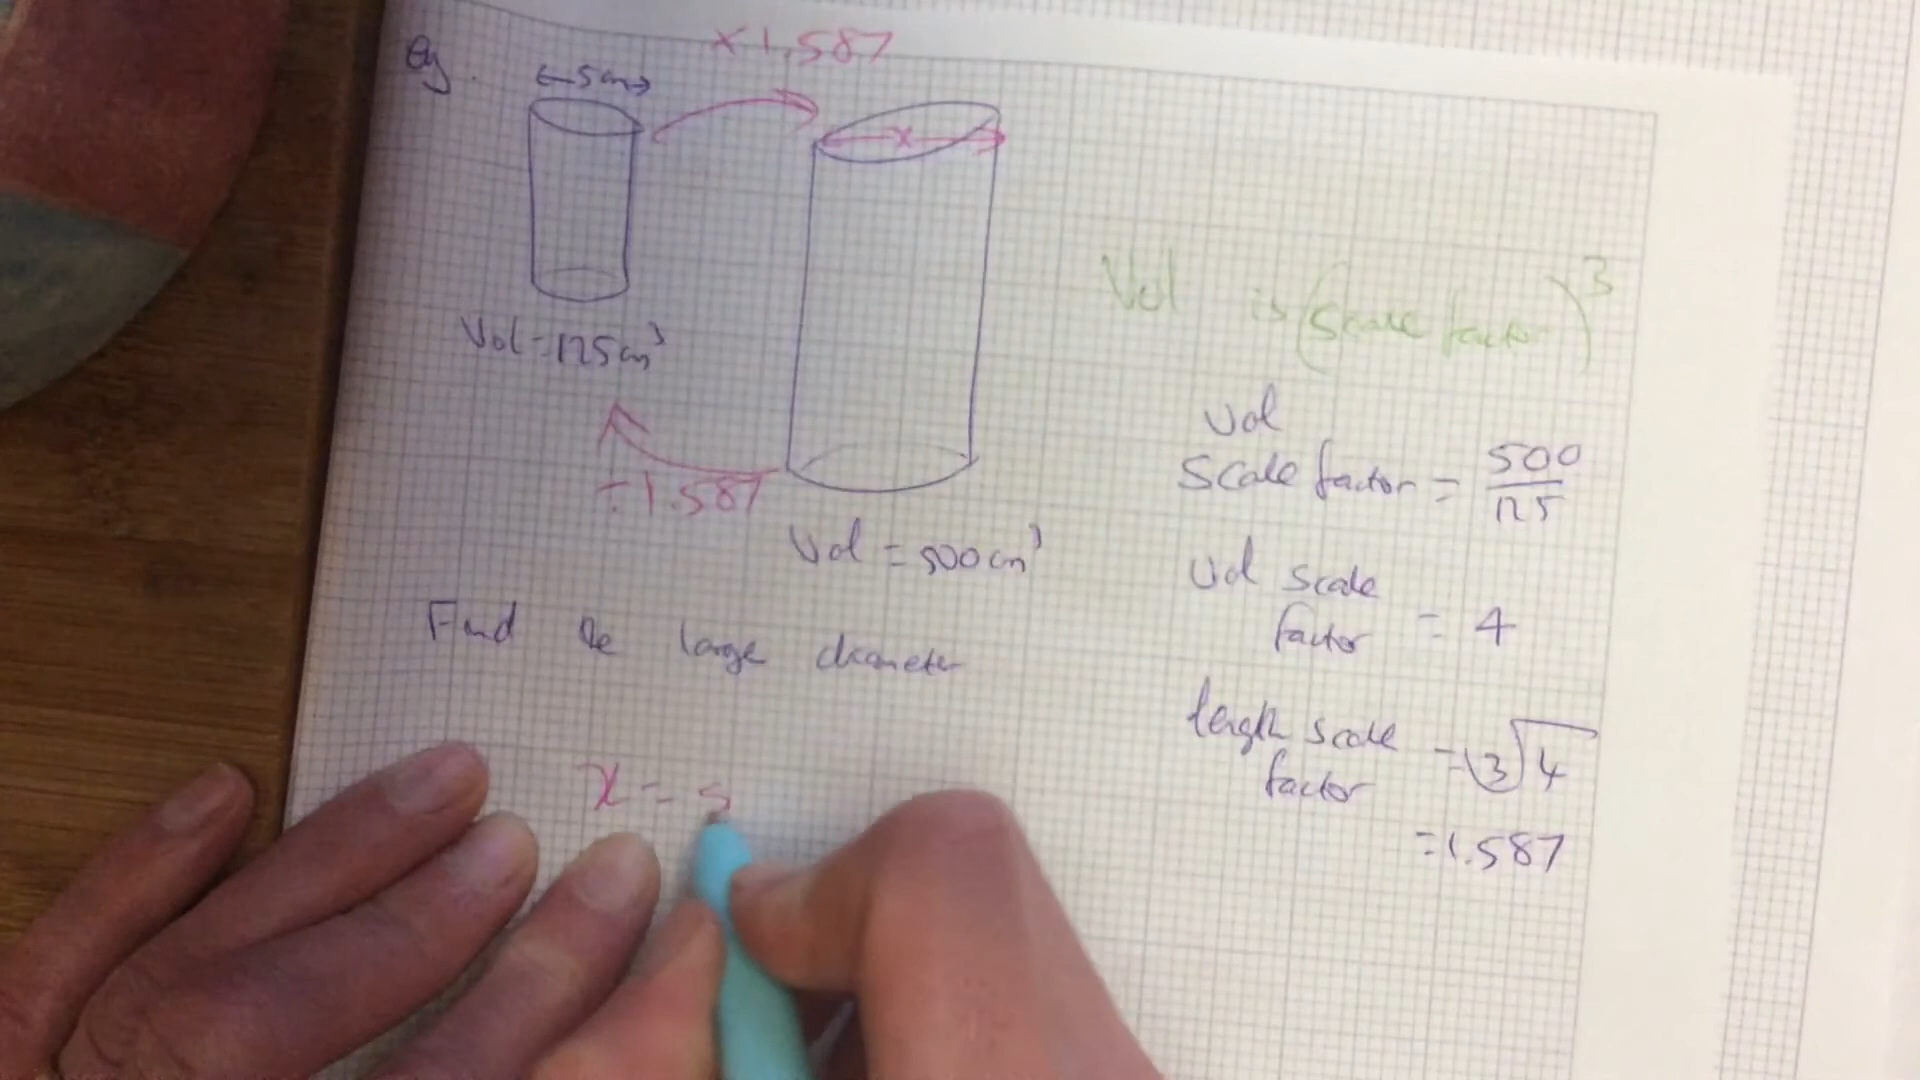 eg.
←5cm→
×1.587
x
Vol=125cm³
÷1.587
Vol = 500cm³
Find the large diameter
x = 5
Vol is (Scale factor)³
Vol
Scale factor = 500/125
Vol scale
factor = 4
length scale
factor = ∛4
=1.587